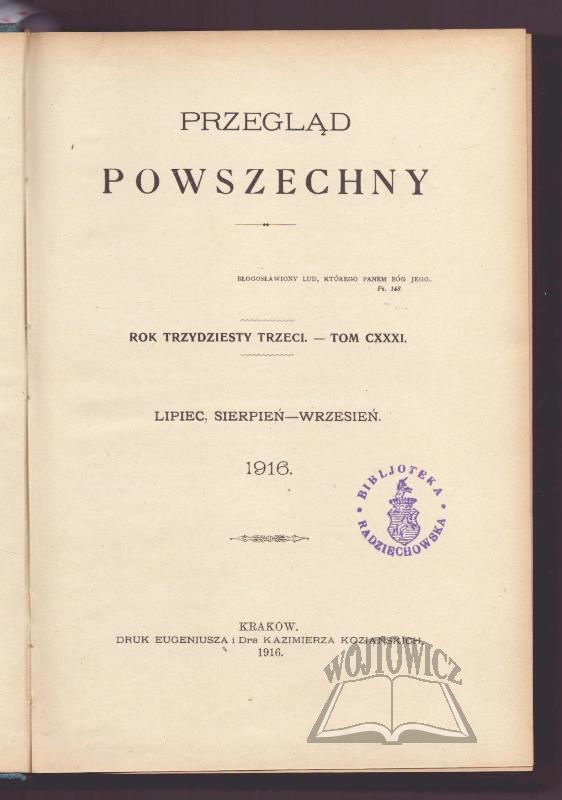 PRZEGLĄD
POWSZECHNY
BŁOGOSŁAWIONY LUD, KTÓREGO PANEM BÓG JEGO.
Ps. 143.
ROK TRZYDZIESTY TRZECI. — TOM CXXXI.
LIPIEC, SIERPIEŃ—WRZESIEŃ.
1916.
BIBLJOTEKA
RADZIECHOWSKA
KRAKÓW.
DRUK EUGENIUSZA i Dra KAZIMIERZA KOZIAŃSKICH.
1916.
WÓJTOWICZ